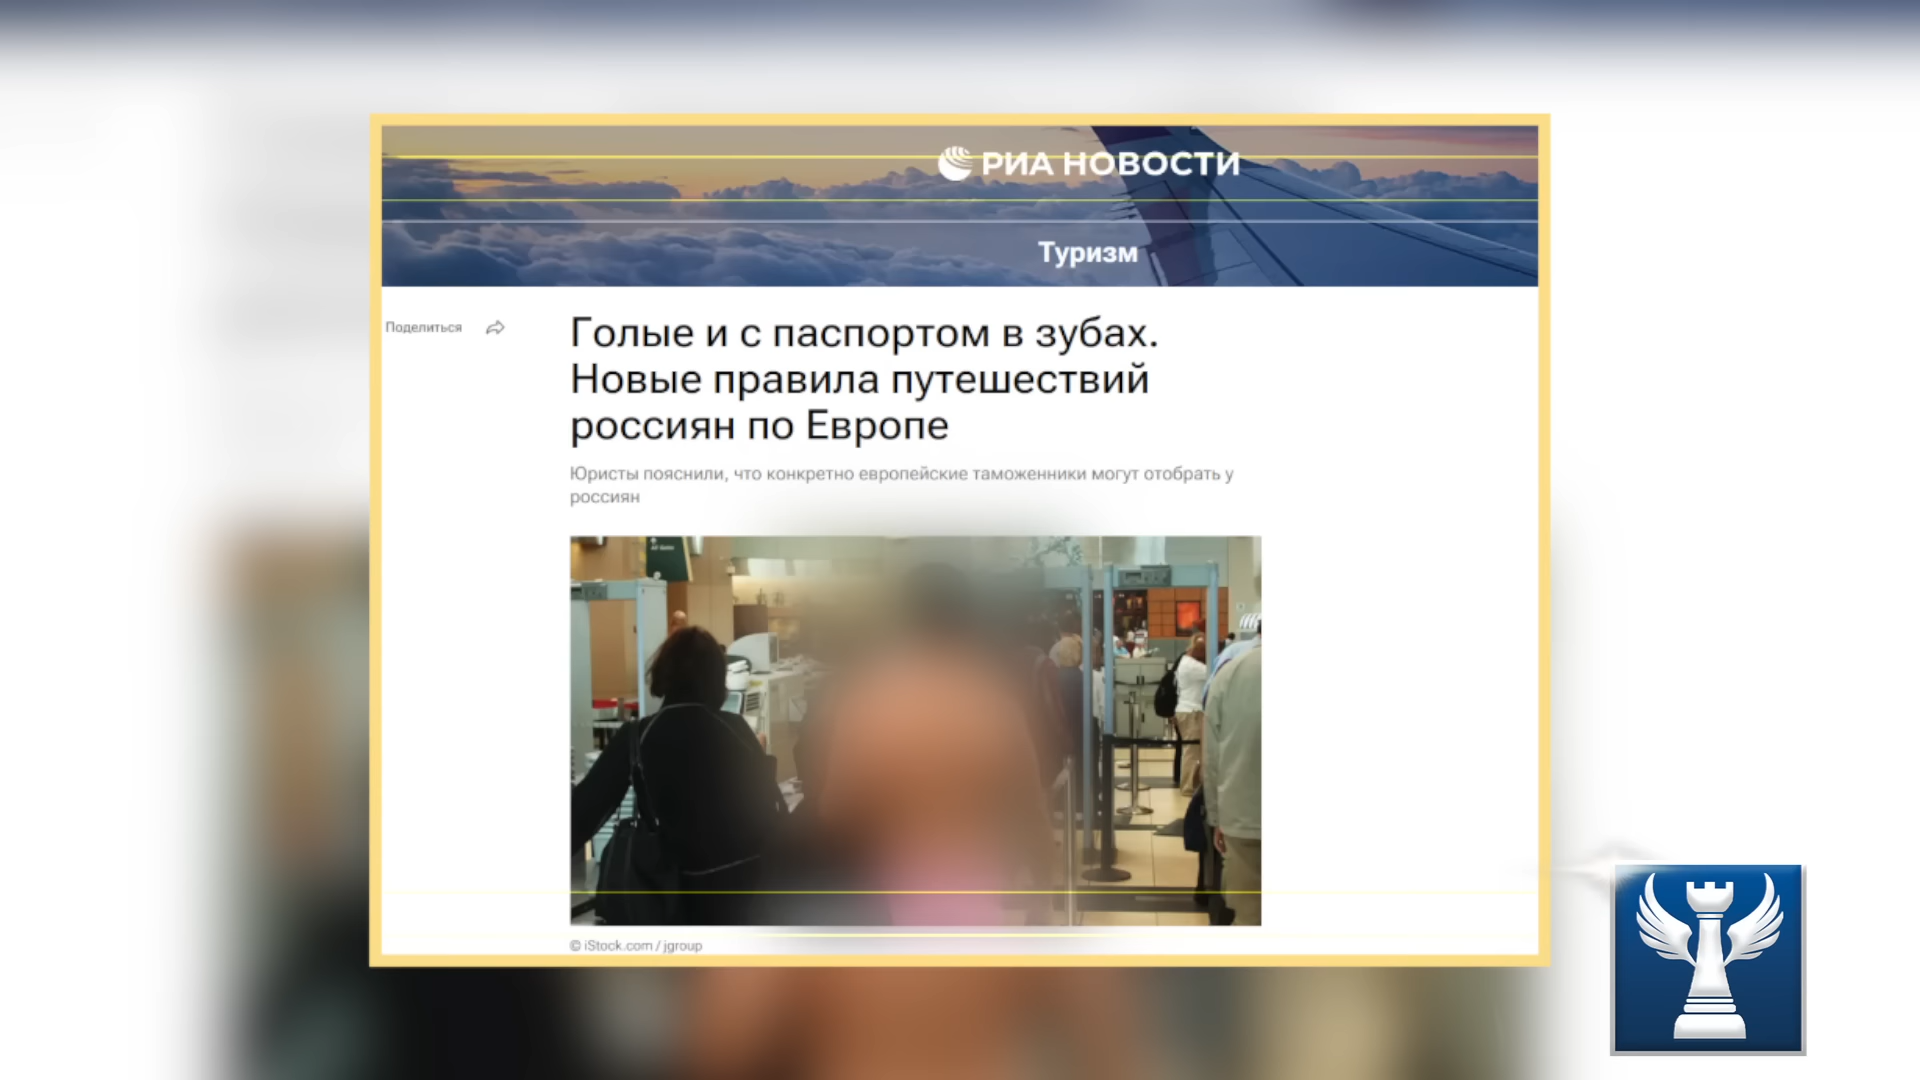 РИА НОВОСТИ
Туризм
Поделиться
Голые и с паспортом в зубах.
Новые правила путешествий
россиян по Европе
Юристы пояснили, что конкретно европейские таможенники могут отобрать у
россиян
© iStock.com / jgroup